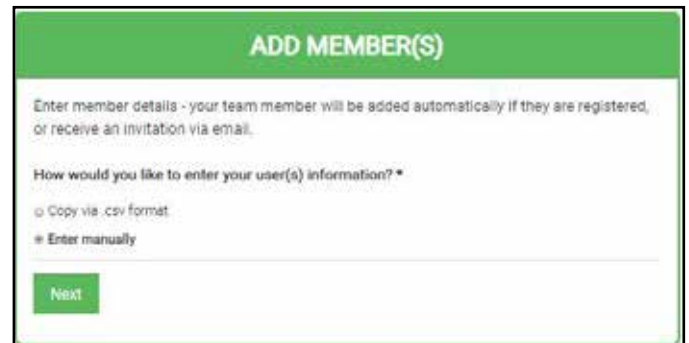 ADD MEMBER(S)
Enter member details - your team member will be added automatically if they are registered,
or receive an invitation via email.
How would you like to enter your user(s) information? *
Copy via .csv format
Enter manually
Next